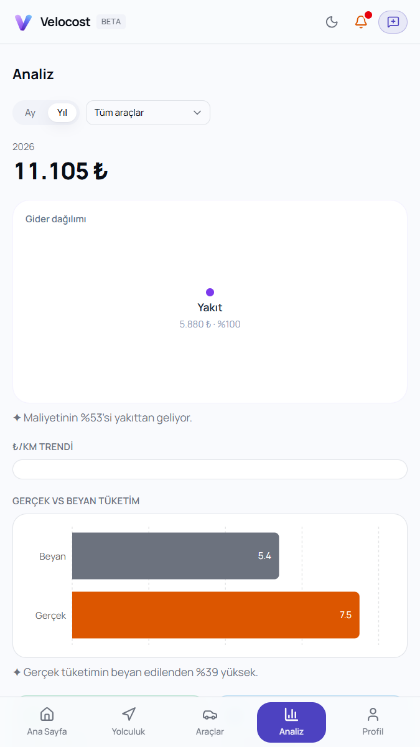 Velocost BETA
Analiz
Ay Yıl Tüm araçlar
2026
11.105 ₺
Gider dağılımı
Yakıt
5.880 ₺ · %100
✦ Maliyetinin %53'si yakıttan geliyor.
₺/KM TRENDİ
GERÇEK VS BEYAN TÜKETİM
Beyan 5.4
Gerçek 7.5
✦ Gerçek tüketimin beyan edilenden %39 yüksek.
Ana Sayfa Yolculuk Araçlar Analiz Profil